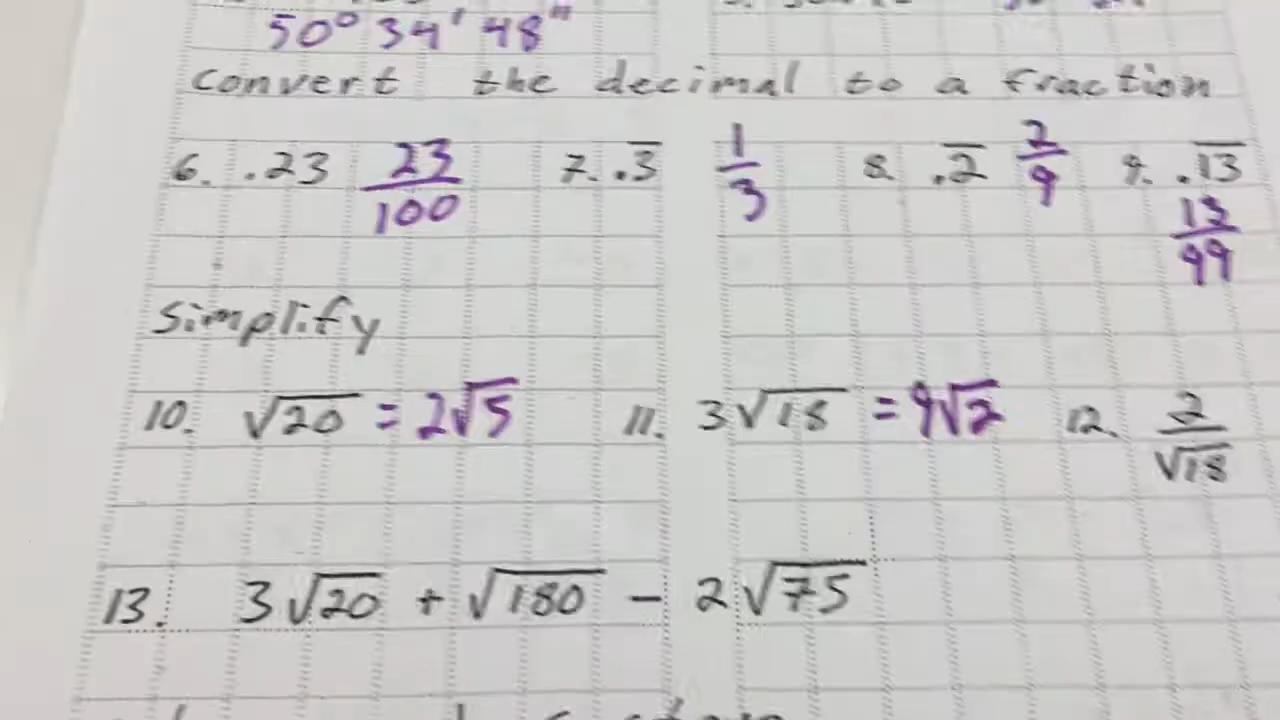 50° 34' 48"
convert the decimal to a fraction
6. .23 23/100 7. .3̅ 1/3 8. .2̅ 2/9 9. .1̅3̅ 13/99
Simplify
10. √20 = 2√5 11. 3√18 = 9√2 12. 2/√18
13. 3√20 + √180 - 2√75